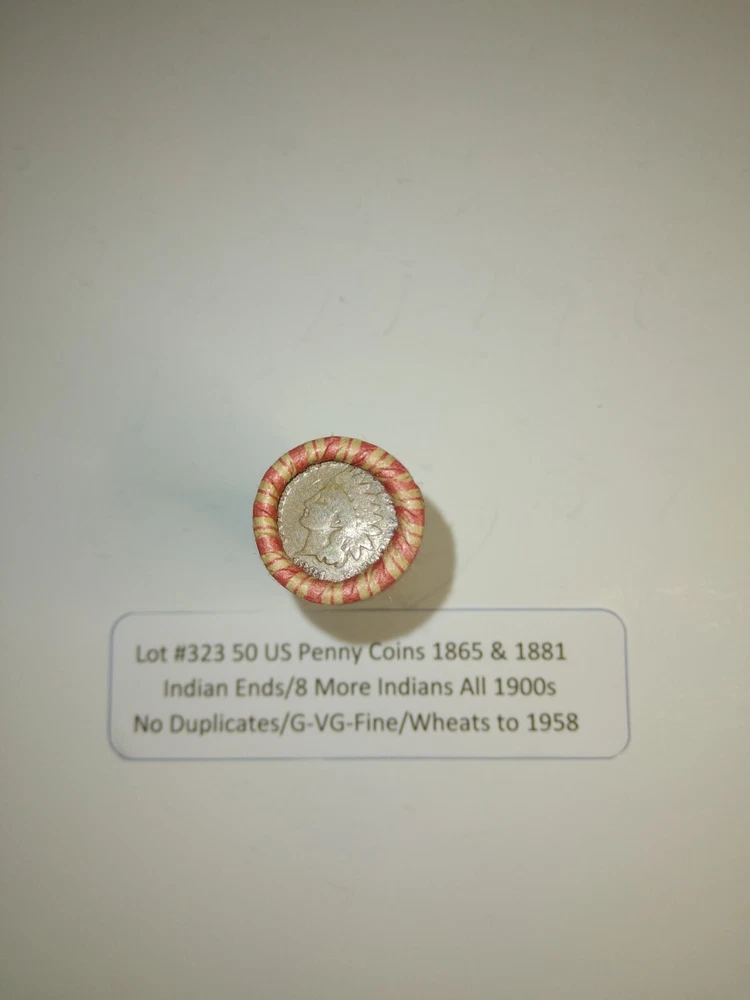 Lot #323 50 US Penny Coins 1865 & 1881
Indian Ends/8 More Indians All 1900s
No Duplicates/G-VG-Fine/Wheats to 1958